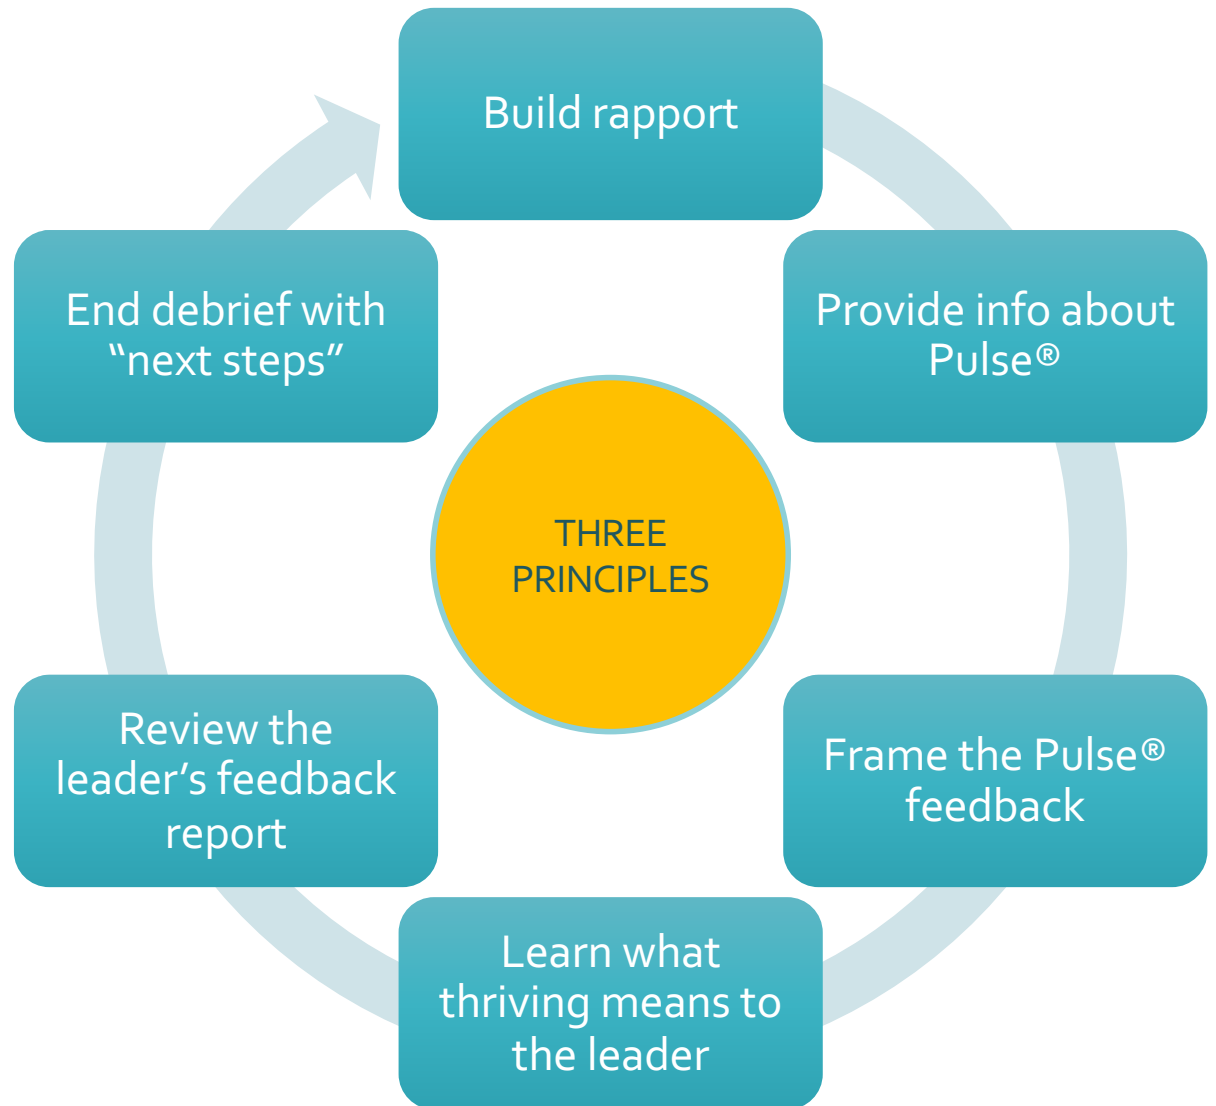 Build rapport
Provide info about
Pulse®
Frame the Pulse®
feedback
Learn what
thriving means to
the leader
Review the
leader’s feedback
report
End debrief with
“next steps”
THREE
PRINCIPLES